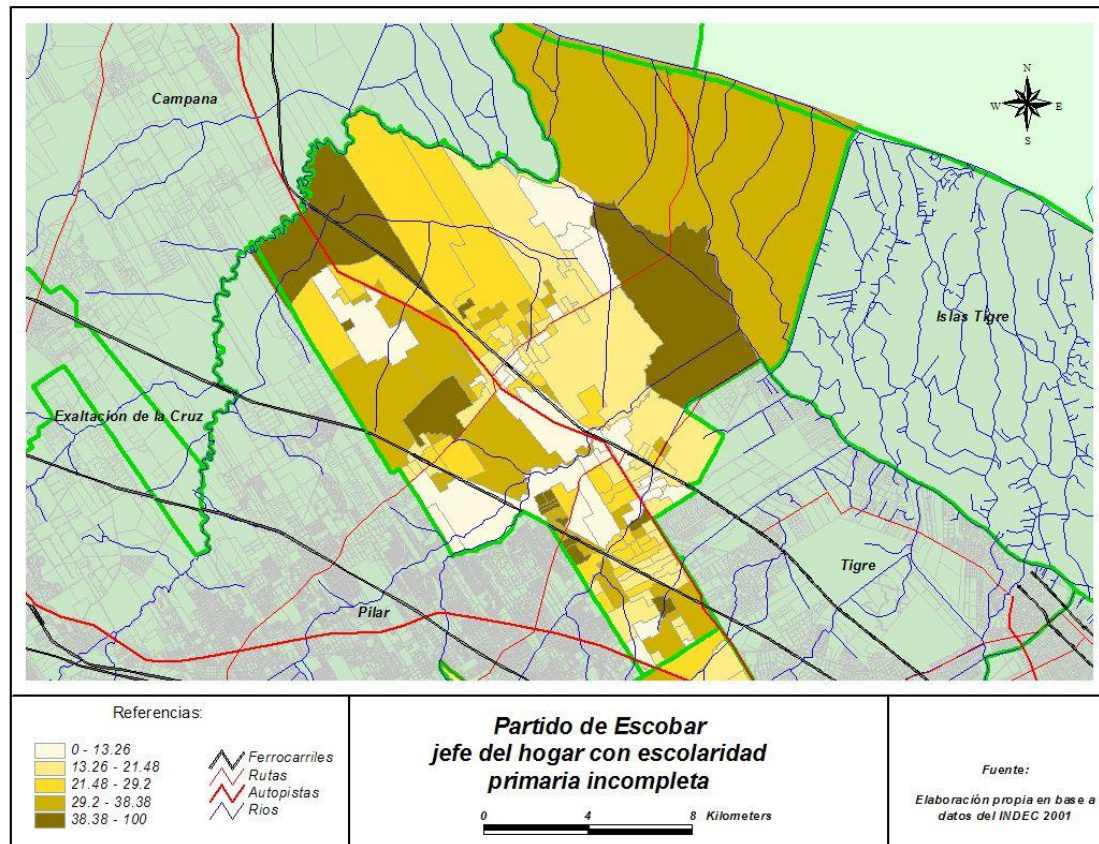 Campana
N
W E
S
Islas Tigre
Exaltacion de la Cruz
Tigre
Pilar
Referencias:
0 - 13.26
13.26 - 21.48
21.48 - 29.2
29.2 - 38.38
38.38 - 100
Ferrocarriles
Rutas
Autopistas
Rios
Partido de Escobar
jefe del hogar con escolaridad
primaria incompleta
0 4 8 Kilometers
Fuente:
Elaboración propia en base a
datos del INDEC 2001